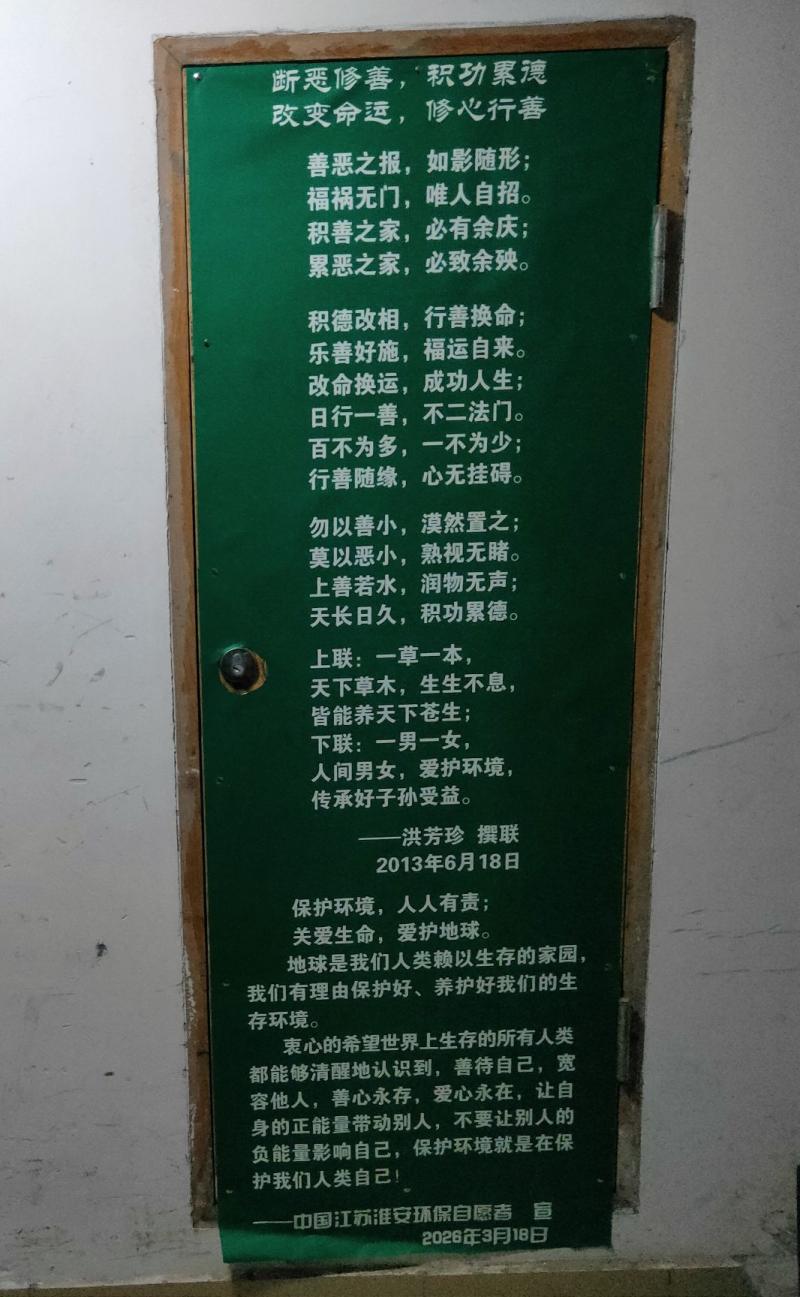 断恶修善，积功累德
改变命运，修心行善
善恶之报，如影随形；
福祸无门，唯人自招。
积善之家，必有余庆；
累恶之家，必致余殃。
积德改相，行善换命；
乐善好施，福运自来。
改命换运，成功人生；
日行一善，不二法门。
百不为多，一不为少；
行善随缘，心无挂碍。
勿以善小，漠然置之；
莫以恶小，熟视无睹。
上善若水，润物无声；
天长日久，积功累德。
上联：一草一本，
天下草木，生生不息，
皆能养天下苍生；
下联：一男一女，
人间男女，爱护环境，
传承好子孙受益。
——洪芳珍 撰联
2013年6月18日
保护环境，人人有责；
关爱生命，爱护地球。
地球是我们人类赖以生存的家园，
我们有理由保护好、养护好我们的生
存环境。
衷心的希望世界上生存的所有人类
都能够清醒地认识到，善待自己，宽
容他人，善心永存，爱心永在，让自
身的正能量带动别人，不要让别人的
负能量影响自己，保护环境就是在保
护我们人类自己！
——中国江苏淮安环保自愿者 宣
2026年3月18日